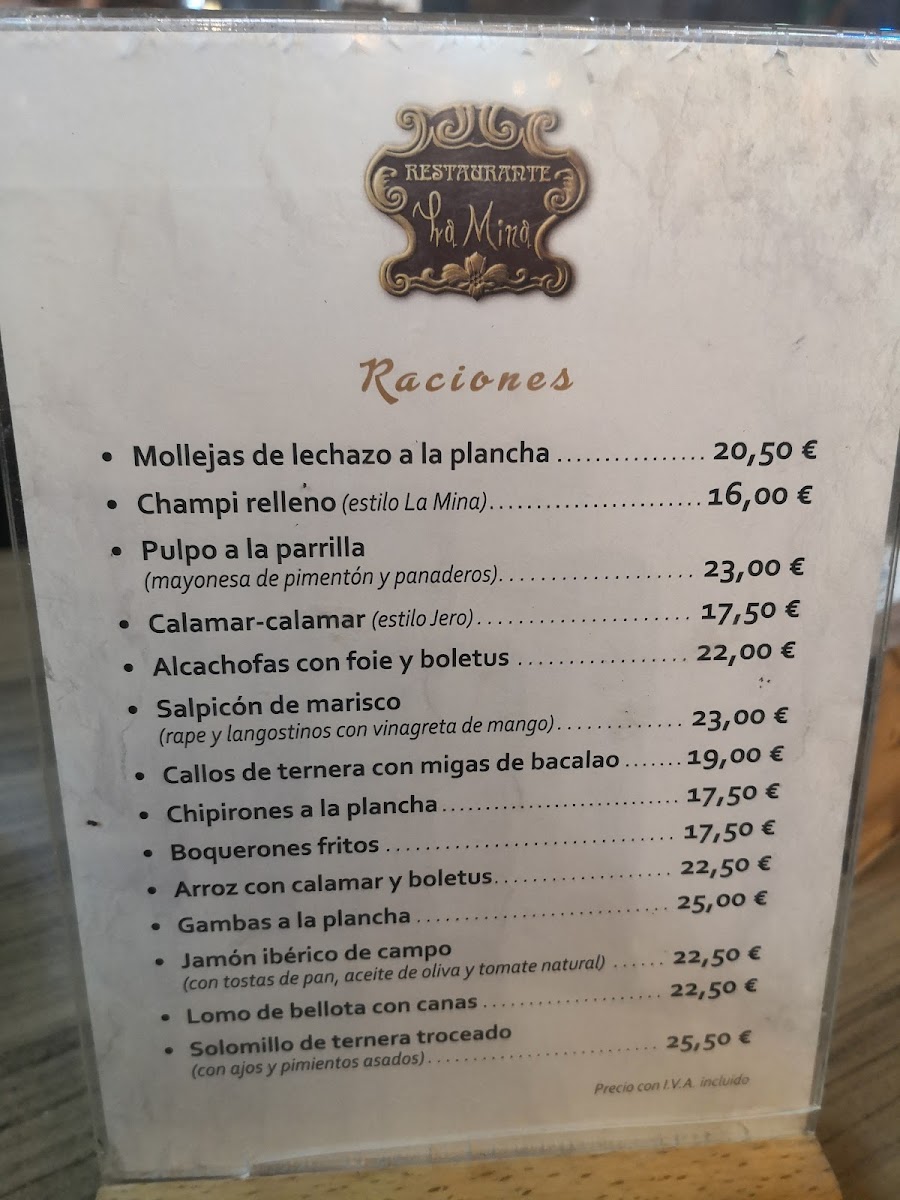 RESTAURANTE
La Mina
Raciones
• Mollejas de lechazo a la plancha ................ 20,50 €
• Champi relleno (estilo La Mina)....................... 16,00 €
• Pulpo a la parrilla
(mayonesa de pimentón y panaderos)..................... 23,00 €
• Calamar-calamar (estilo Jero)....................... 17,50 €
• Alcachofas con foie y boletus .................. 22,00 €
• Salpicón de marisco
(rape y langostinos con vinagreta de mango)............. 23,00 €
• Callos de ternera con migas de bacalao ...... 19,00 €
• Chipirones a la plancha.......................... 17,50 €
• Boquerones fritos ................................ 17,50 €
• Arroz con calamar y boletus.................... 22,50 €
• Gambas a la plancha ............................ 25,00 €
• Jamón ibérico de campo
(con tostas de pan, aceite de oliva y tomate natural) ...... 22,50 €
• Lomo de bellota con canas .................... 22,50 €
• Solomillo de ternera troceado
(con ajos y pimientos asados)............................ 25,50 €
Precio con I.V.A. incluido